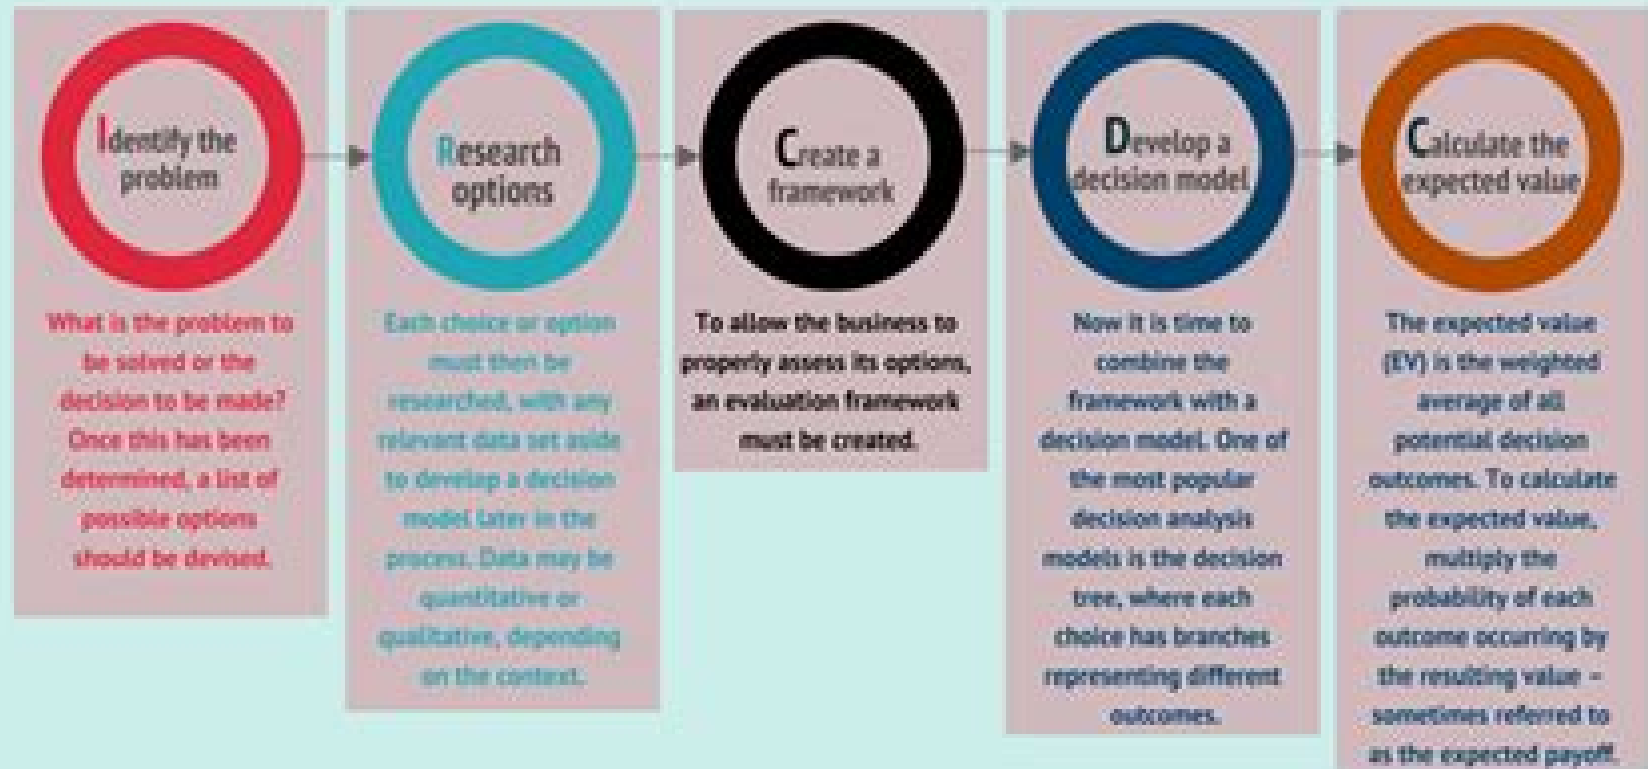 Identify the
problem
What is the problem to
be solved or the
decision to be made?
Once this has been
determined, a list of
possible options
should be devised.
Research
options
Each choice or option
must then be
researched, with any
relevant data set aside
to develop a decision
model later in the
process. Data may be
quantitative or
qualitative, depending
on the context.
Create a
framework
To allow the business to
properly assess its options,
an evaluation framework
must be created.
Develop a
decision model
Now it is time to
combine the
framework with a
decision model. One of
the most popular
decision analysis
models is the decision
tree, where each
choice has branches
representing different
outcomes.
Calculate the
expected value
The expected value
(EV) is the weighted
average of all
potential decision
outcomes. To calculate
the expected value,
multiply the
probability of each
outcome occurring by
the resulting value –
sometimes referred to
as the expected payoff.